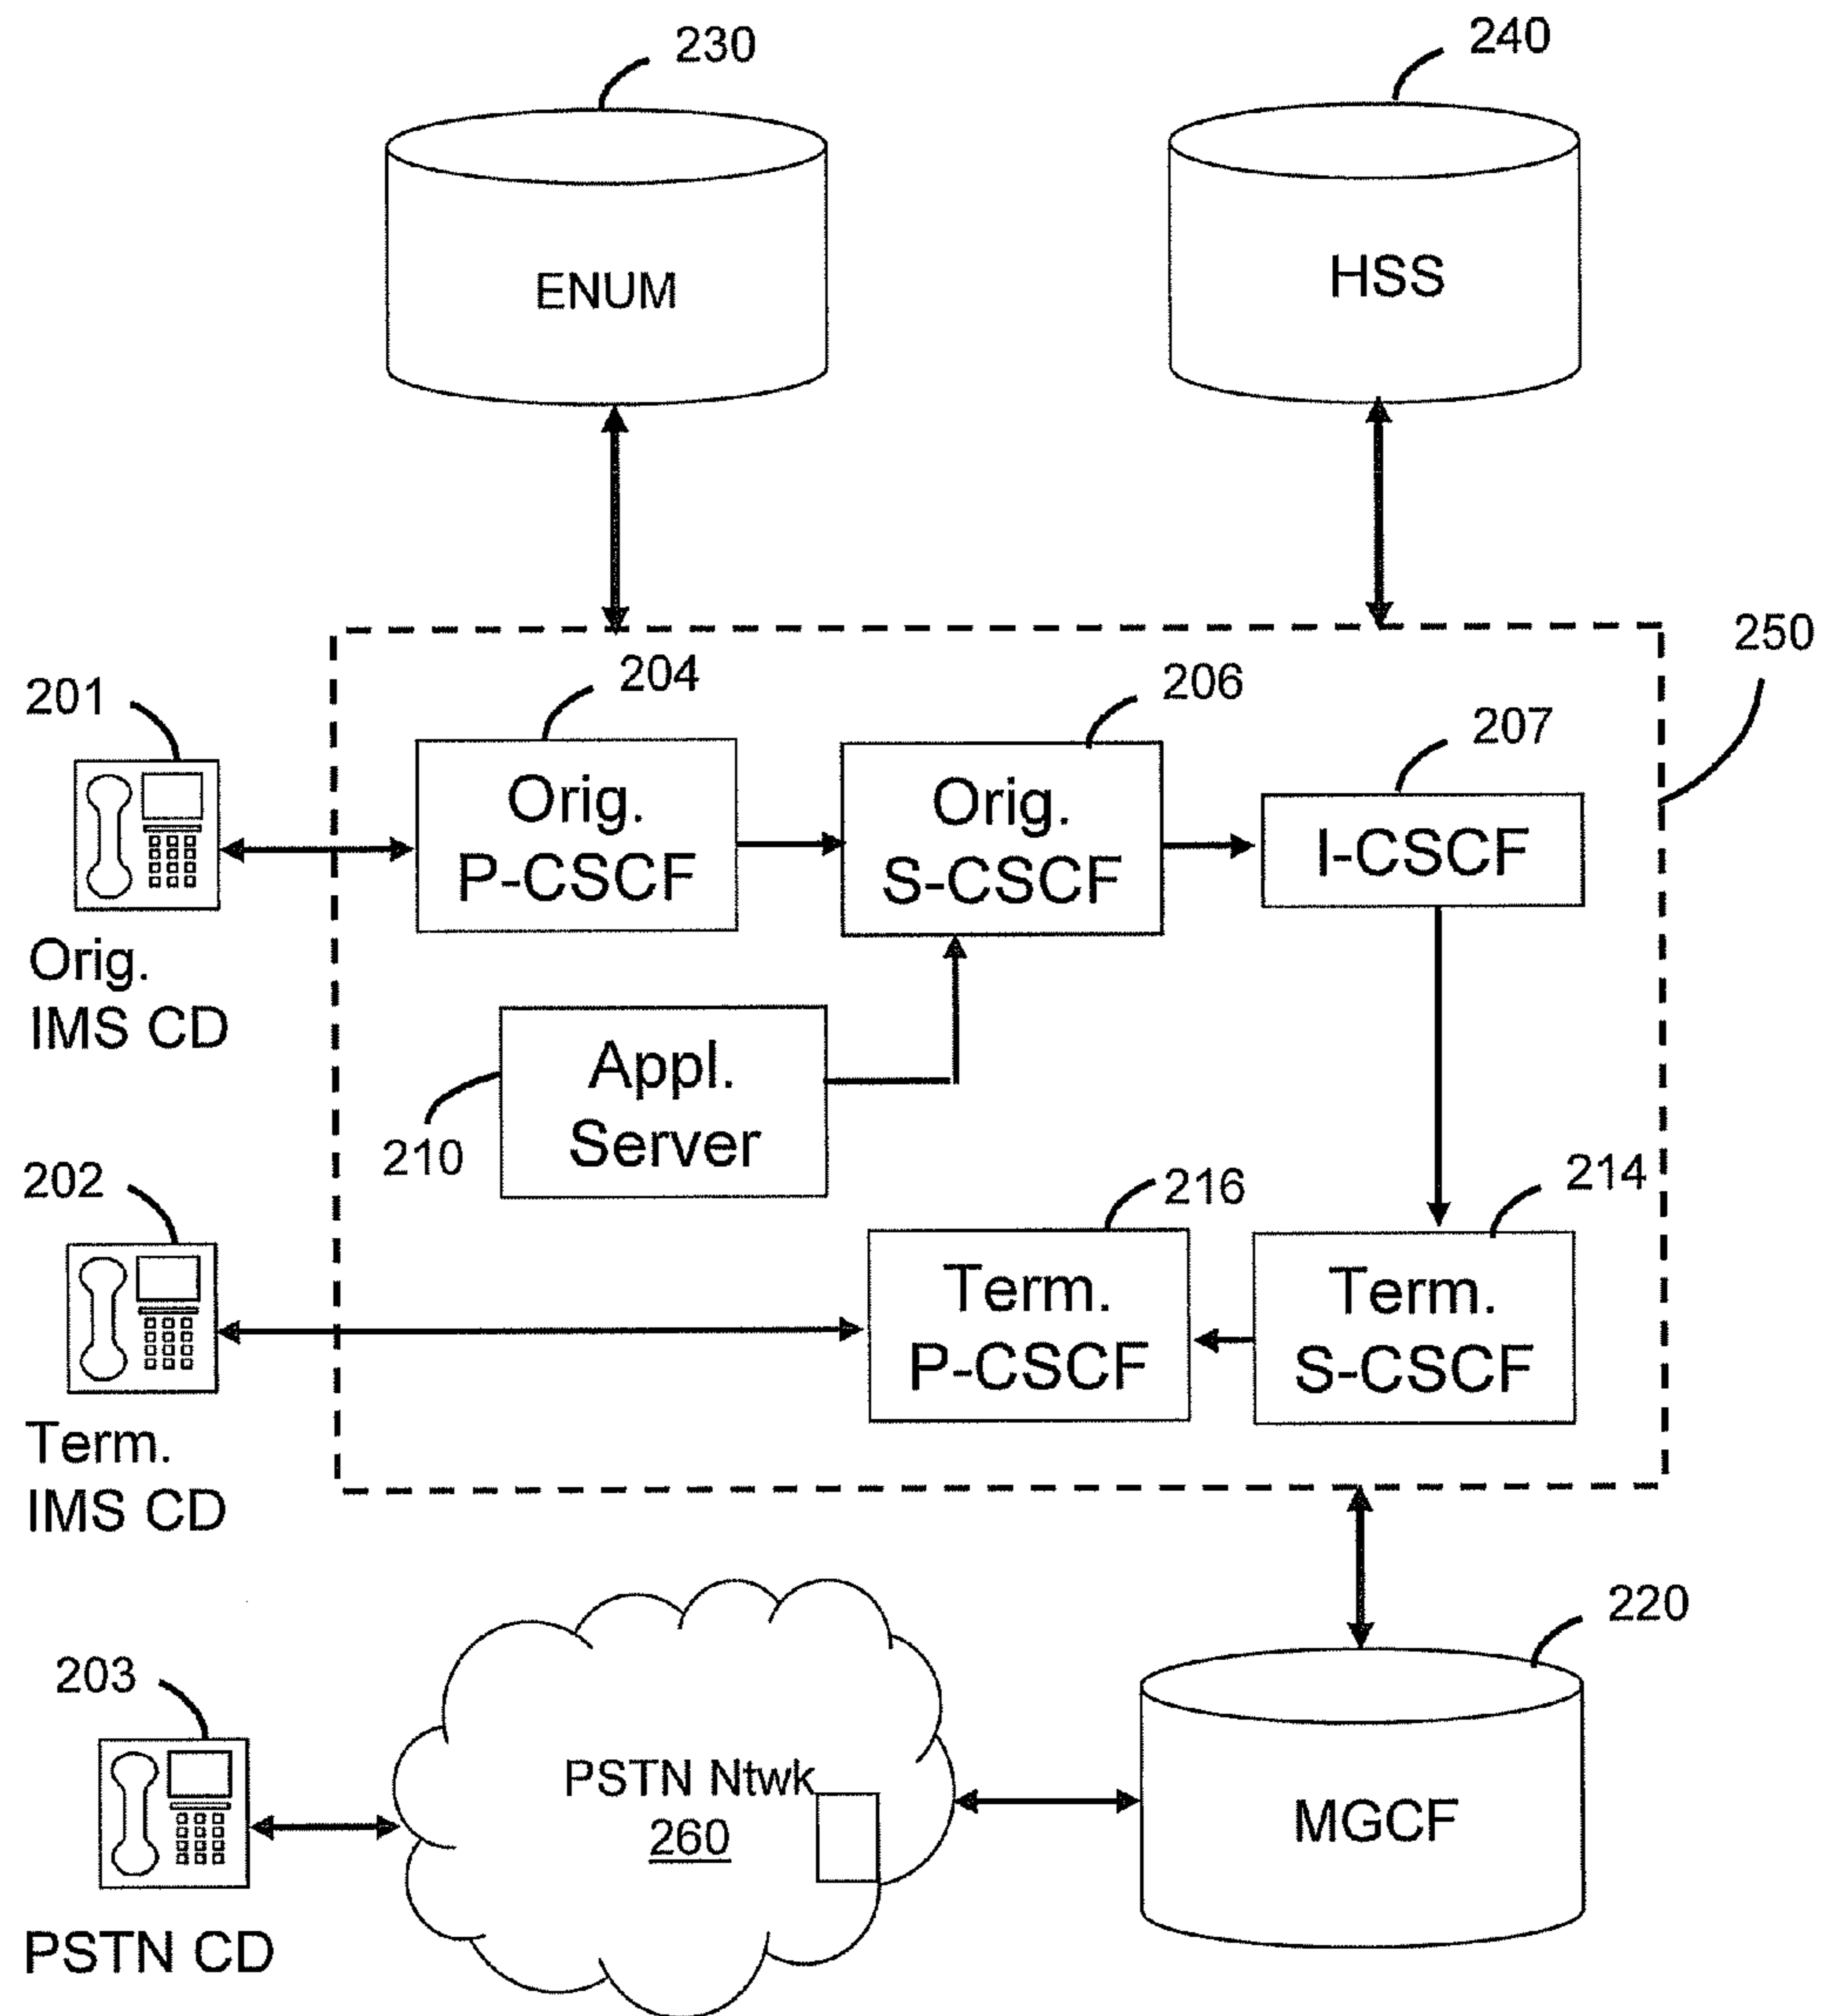 230
240
ENUM
HSS
250
204
206
207
201
Orig.
P-CSCF
Orig.
S-CSCF
I-CSCF
Orig.
IMS CD
Appl.
Server
210
202
216
214
Term.
P-CSCF
Term.
S-CSCF
Term.
IMS CD
220
203
PSTN Ntwk
260
MGCF
PSTN CD